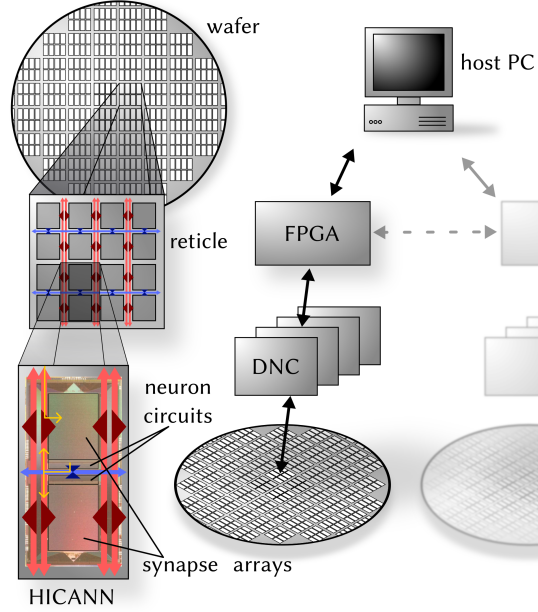 wafer
host PC
reticle
FPGA
DNC
neuron
circuits
synapse arrays
HICANN